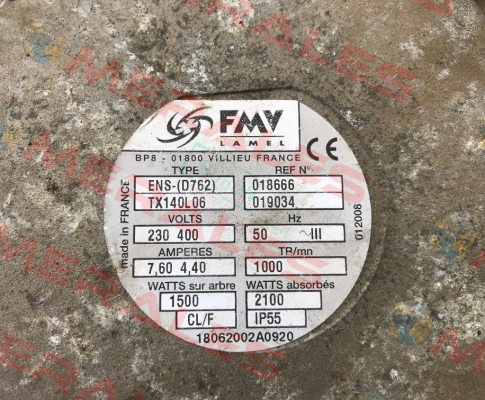 FMV
LAMEL
BP8 - 01800 VILLIEU FRANCE
CE
TYPE REF N°
ENS-(D762) 018666
TX140L06 019034
VOLTS Hz
230 400 50 III
AMPERES TR/mn
7,60 4,40 1000
WATTS sur arbre WATTS absorbés
1500 2100
CL/F IP55
18062002A0920
made in FRANCE
012008
MERALES